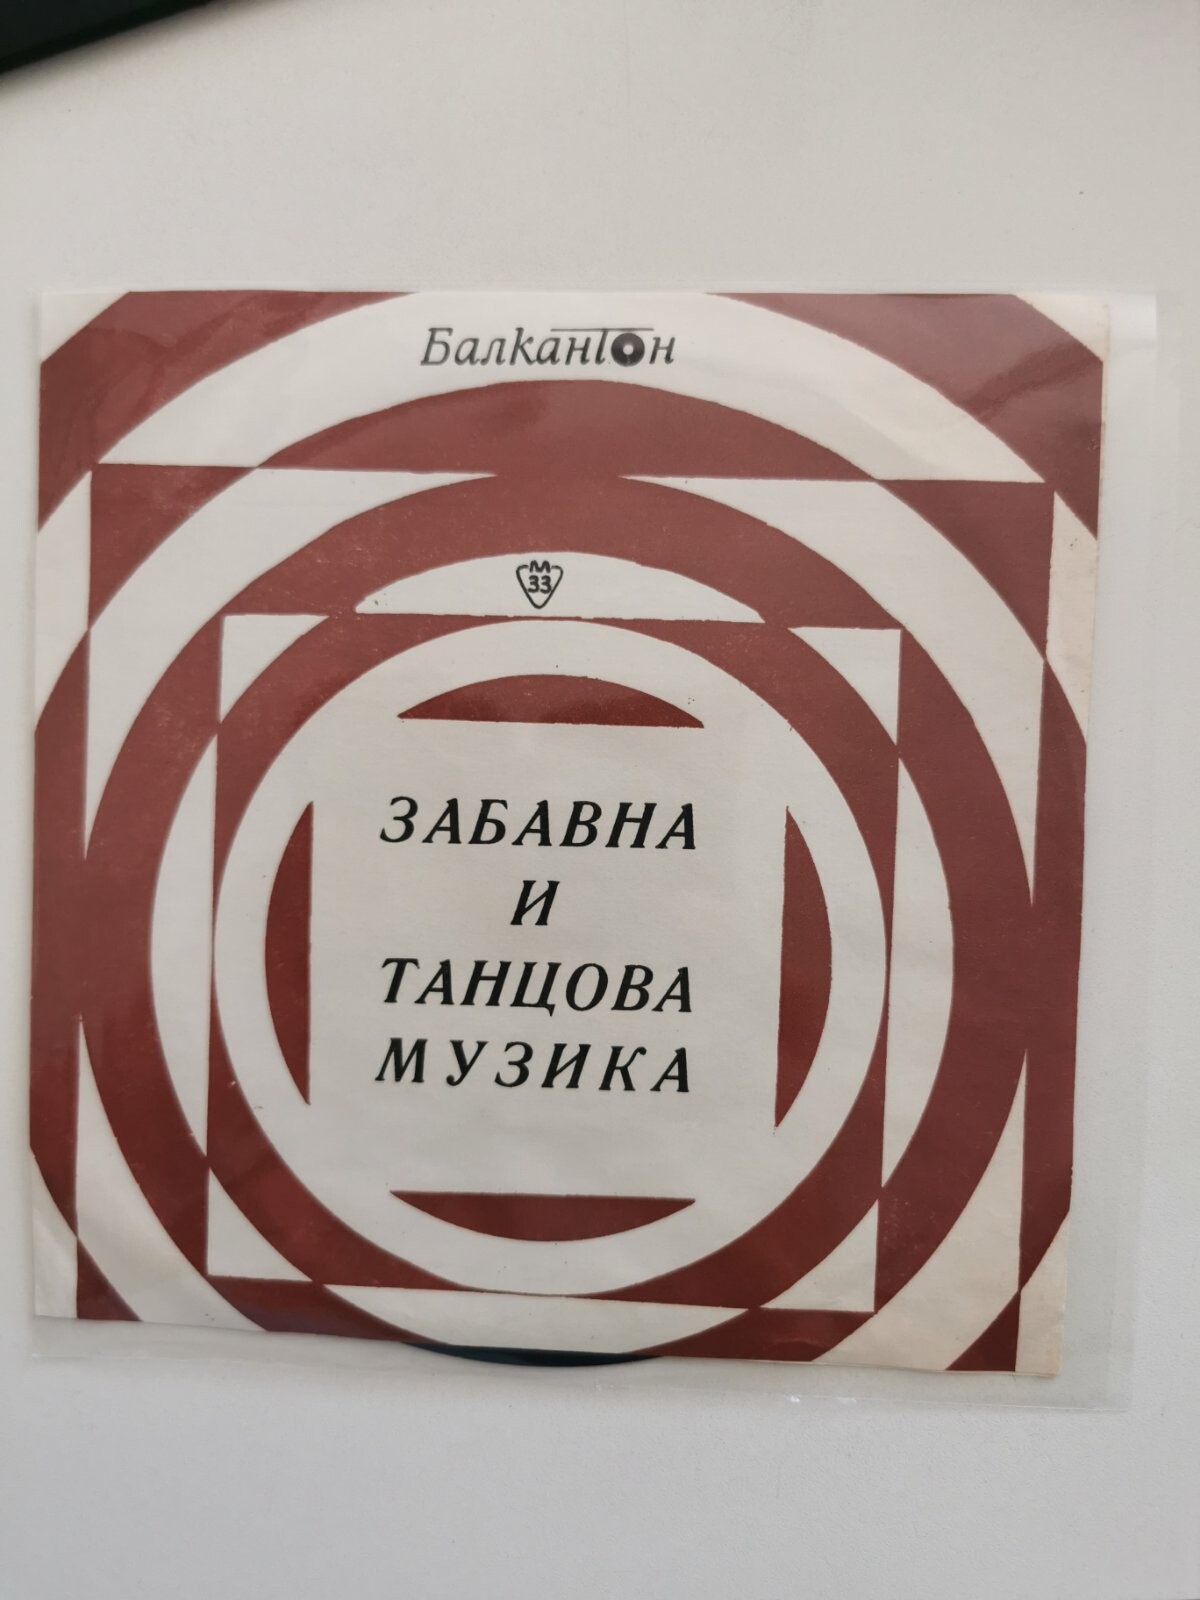 Балкантон
М
33
ЗАБАВНА
И
ТАНЦОВА
МУЗИКА